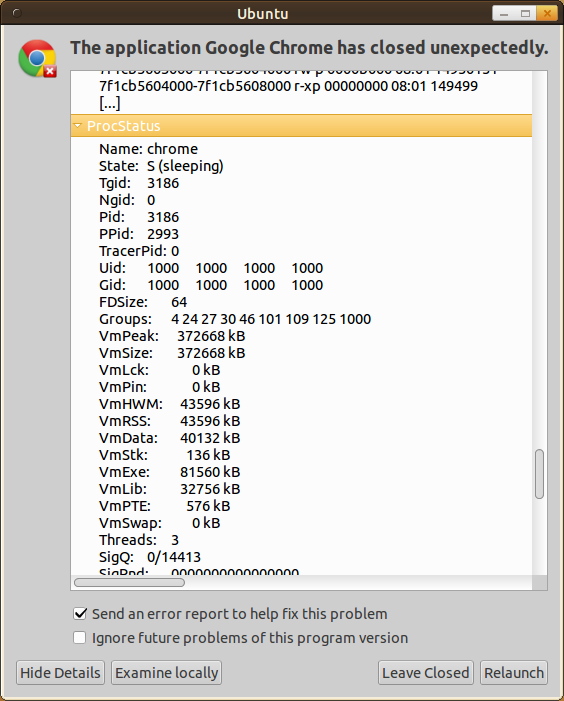 Ubuntu
The application Google Chrome has closed unexpectedly.
7f1cb5604000-7f1cb5608000 r-xp 00000000 08:01 149499
[...]
ProcStatus
Name: chrome
State: S (sleeping)
Tgid: 3186
Ngid: 0
Pid: 3186
PPid: 2993
TracerPid: 0
Uid: 1000 1000 1000 1000
Gid: 1000 1000 1000 1000
FDSize: 64
Groups: 4 24 27 30 46 101 109 125 1000
VmPeak: 372668 kB
VmSize: 372668 kB
VmLck: 0 kB
VmPin: 0 kB
VmHWM: 43596 kB
VmRSS: 43596 kB
VmData: 40132 kB
VmStk: 136 kB
VmExe: 81560 kB
VmLib: 32756 kB
VmPTE: 576 kB
VmSwap: 0 kB
Threads: 3
SigQ: 0/14413
SigPnd: 0000000000000000
Send an error report to help fix this problem
Ignore future problems of this program version
Hide Details
Examine locally
Leave Closed
Relaunch